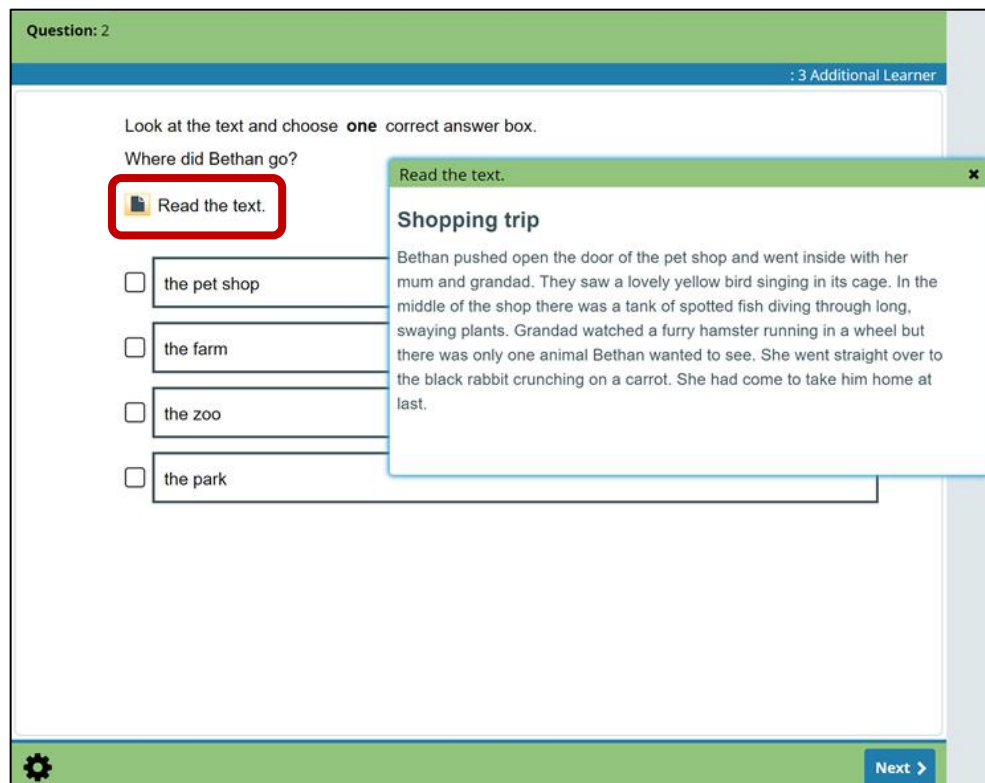 Question: 2
: 3 Additional Learner
Look at the text and choose one correct answer box.
Where did Bethan go?
Read the text.
Read the text.
Shopping trip
Bethan pushed open the door of the pet shop and went inside with her
mum and grandad. They saw a lovely yellow bird singing in its cage. In the
middle of the shop there was a tank of spotted fish diving through long,
swaying plants. Grandad watched a furry hamster running in a wheel but
there was only one animal Bethan wanted to see. She went straight over to
the black rabbit crunching on a carrot. She had come to take him home at
last.
the pet shop
the farm
the zoo
the park
Next